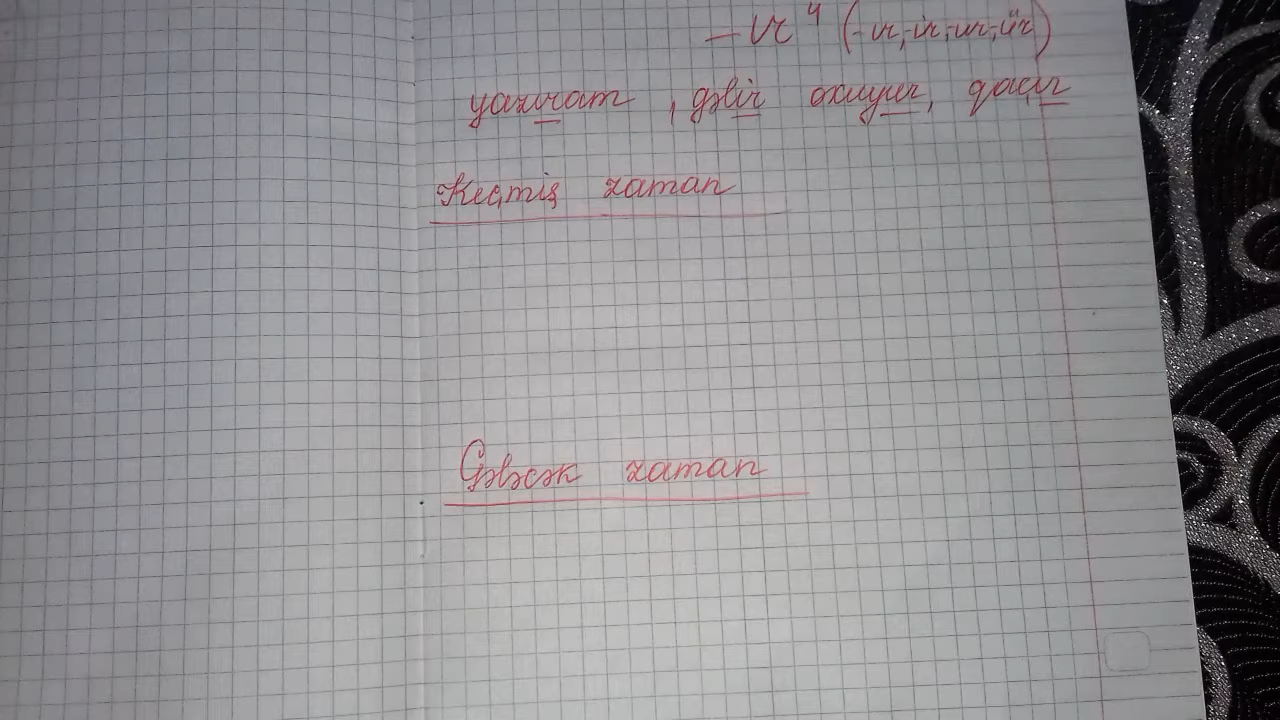 -ır⁴ (-ır,-ir,-ur,-ür)
yazıram, gəlir oxuyur, qaçır
Keçmiş zaman
Gələcək zaman